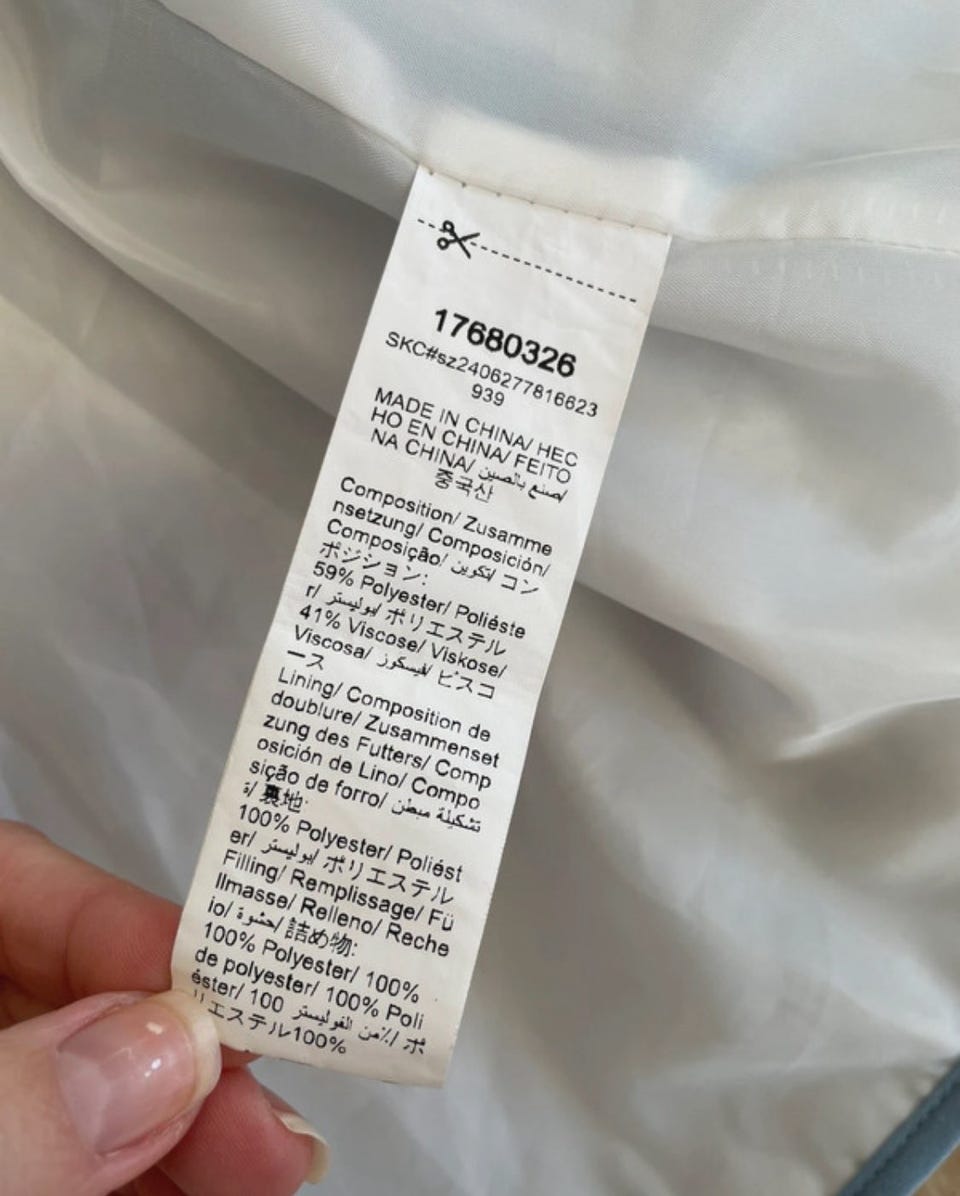 17680326
SKC#sz2406277816623
939
MADE IN CHINA/ HEC
HO EN CHINA/ FEITO
NA CHINA/ صنع بالصين/
중국산
Composition/ Zusamme
nsetzung/ Composición/
Composição/ تكوين/ コン
ポジション:
59% Polyester/ Poliéste
r/ بوليستر/ ポリエステル
41% Viscose/ Viskose/
Viscosa/ فيسكوز/ ビスコ
ース
Lining/ Composition de
doublure/ Zusammenset
zung des Futters/ Comp
osición de Lino/ Compo
sição de forro/ تشكيلة مبطن
ة/ 裏地:
100% Polyester/ Poliést
er/ بوليستر/ ポリエステル
Filling/ Remplissage/ Fü
llmasse/ Relleno/ Reche
io/ حشوة/ 詰め物:
100% Polyester/ 100%
de polyester/ 100% Poli
éster/ 100 ٪من البوليستر/ ポ
リエステル100%